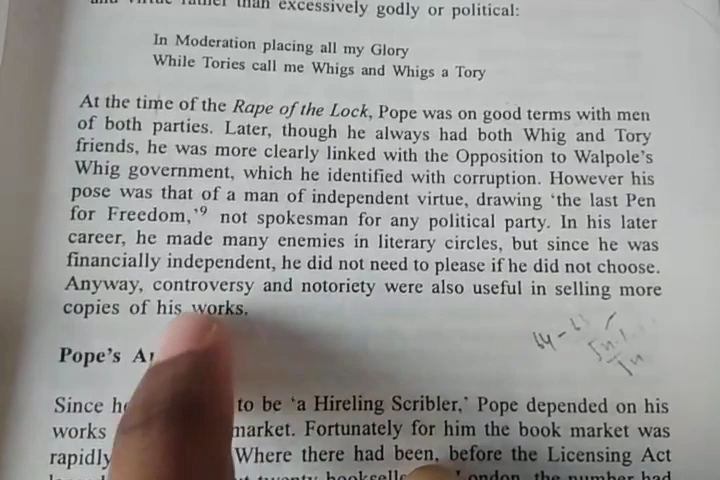 and virtue rather than excessively godly or political:
In Moderation placing all my Glory
While Tories call me Whigs and Whigs a Tory
At the time of the Rape of the Lock, Pope was on good terms with men
of both parties. Later, though he always had both Whig and Tory
friends, he was more clearly linked with the Opposition to Walpole's
Whig government, which he identified with corruption. However his
pose was that of a man of independent virtue, drawing 'the last Pen
for Freedom,'9 not spokesman for any political party. In his later
career, he made many enemies in literary circles, but since he was
financially independent, he did not need to please if he did not choose.
Anyway, controversy and notoriety were also useful in selling more
copies of his works.
Pope's
Since to be 'a Hireling Scribler,' Pope depended on his
works market. Fortunately for him the book market was
rapidly Where there had been, before the Licensing Act
the number had